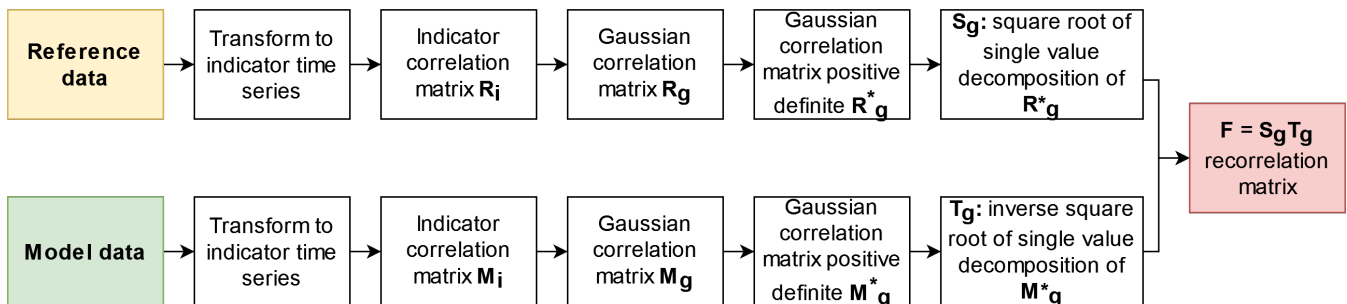 Reference
data
Transform to
indicator time
series
Indicator
correlation
matrix Ri
Gaussian
correlation
matrix Rg
Gaussian
correlation
matrix positive
definite R*g
Sg: square root of
single value
decomposition of
R*g
F = SgTg
recorrelation
matrix
Model data
Transform to
indicator time
series
Indicator
correlation
matrix Mi
Gaussian
correlation
matrix Mg
Gaussian
correlation
matrix positive
definite M*g
Tg: inverse square
root of single value
decomposition of
M*g